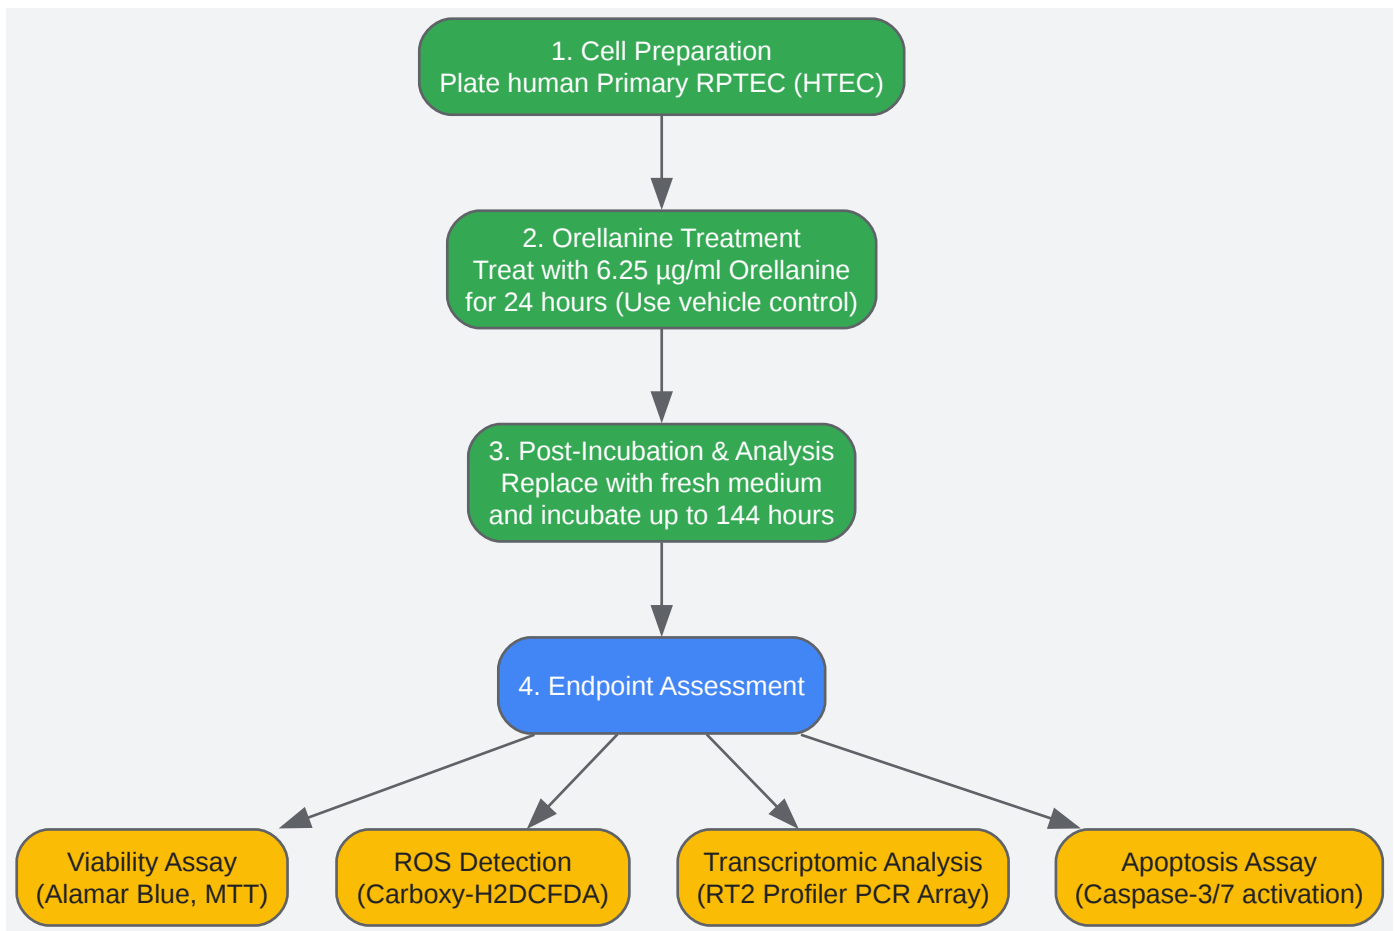 1. Cell Preparation
Plate human Primary RPTEC (HTEC)
2. Orellanine Treatment
Treat with 6.25 µg/ml Orellanine
for 24 hours (Use vehicle control)
3. Post-Incubation & Analysis
Replace with fresh medium
and incubate up to 144 hours
4. Endpoint Assessment
Viability Assay
(Alamar Blue, MTT)
ROS Detection
(Carboxy-H2DCFDA)
Transcriptomic Analysis
(RT2 Profiler PCR Array)
Apoptosis Assay
(Caspase-3/7 activation)